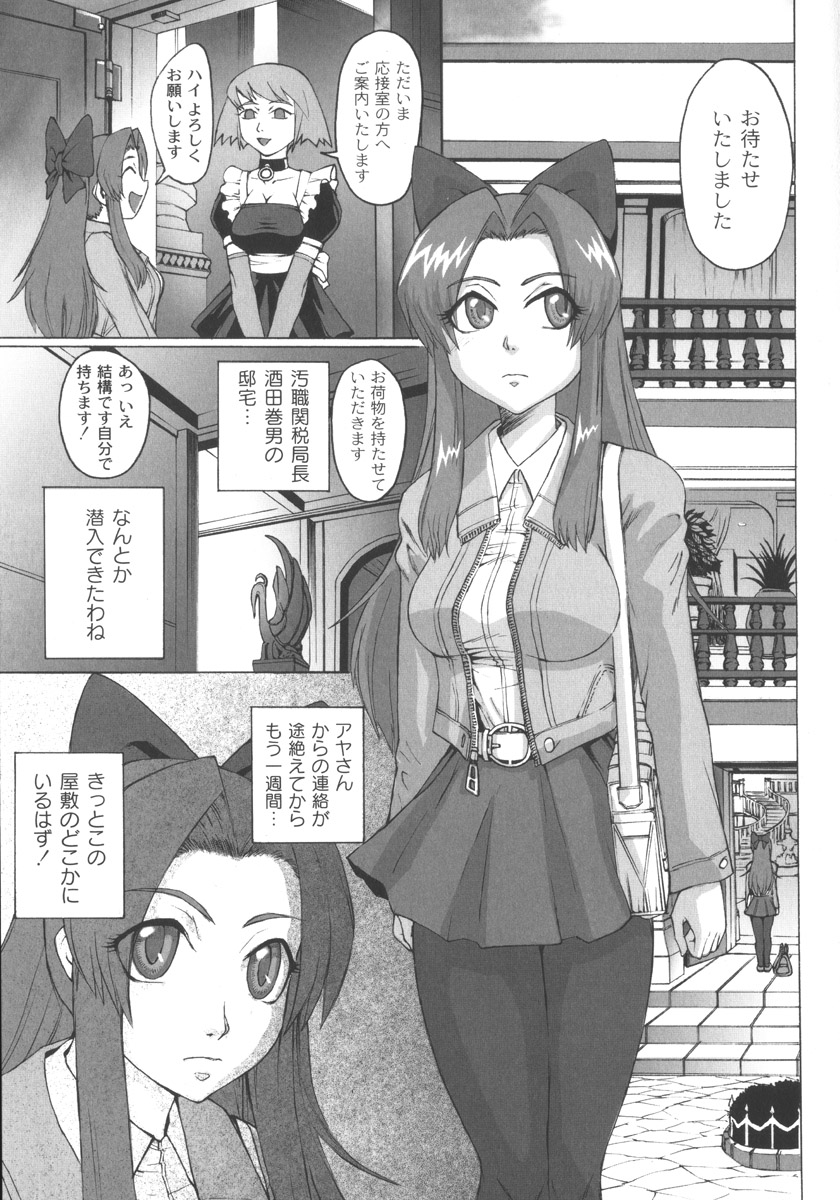 お待たせ
いたしました
ただいま
応接室の方へ
ご案内いたします
ハイよろしく
お願いします
お荷物を持たせて
いただきます
汚職関税局長
酒田巻男の
邸宅…
あっいえ
結構です自分で
持ちます!
なんとか
潜入できたわね
アヤさん
からの連絡が
途絶えてから
もう一週間…
きっとこの
屋敷のどこかに
いるはず!